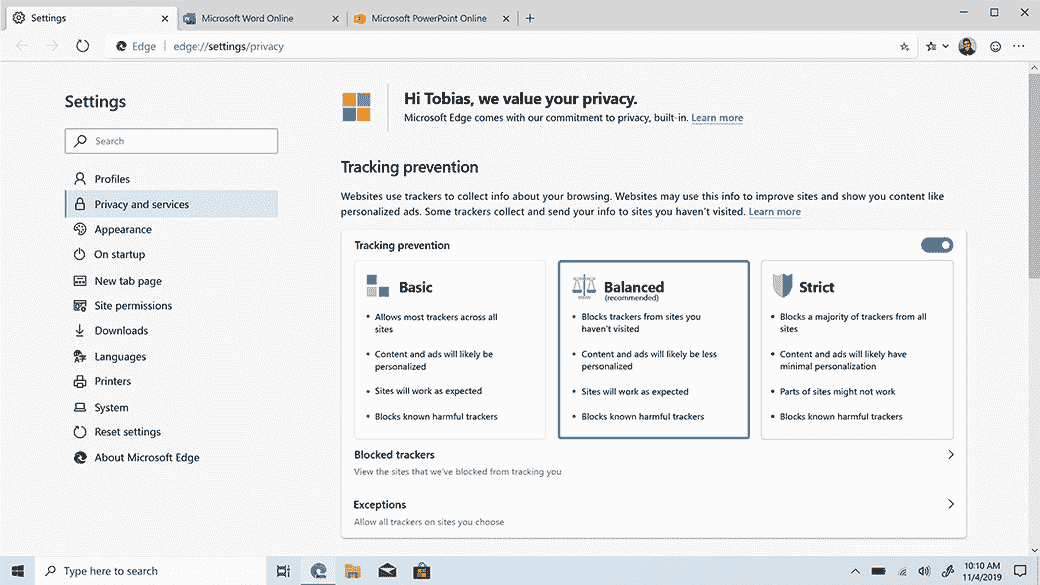 Settings
Microsoft Word Online
Microsoft PowerPoint Online
Edge
edge://settings/privacy
Settings
Search
Profiles
Privacy and services
Appearance
On startup
New tab page
Site permissions
Downloads
Languages
Printers
System
Reset settings
About Microsoft Edge
Hi Tobias, we value your privacy.
Microsoft Edge comes with our commitment to privacy, built-in. Learn more
Tracking prevention
Websites use trackers to collect info about your browsing. Websites may use this info to improve sites and show you content like
personalized ads. Some trackers collect and send your info to sites you haven't visited. Learn more
Tracking prevention
Basic
• Allows most trackers across all
sites
• Content and ads will likely be
personalized
• Sites will work as expected
• Blocks known harmful trackers
Balanced
(recommended)
• Blocks trackers from sites you
haven't visited
• Content and ads will likely be less
personalized
• Sites will work as expected
• Blocks known harmful trackers
Strict
• Blocks a majority of trackers from all
sites
• Content and ads will likely have
minimal personalization
• Parts of sites might not work
• Blocks known harmful trackers
Blocked trackers
View the sites that we've blocked from tracking you
Exceptions
Allow all trackers on sites you choose
Type here to search
10:10 AM
11/4/2019